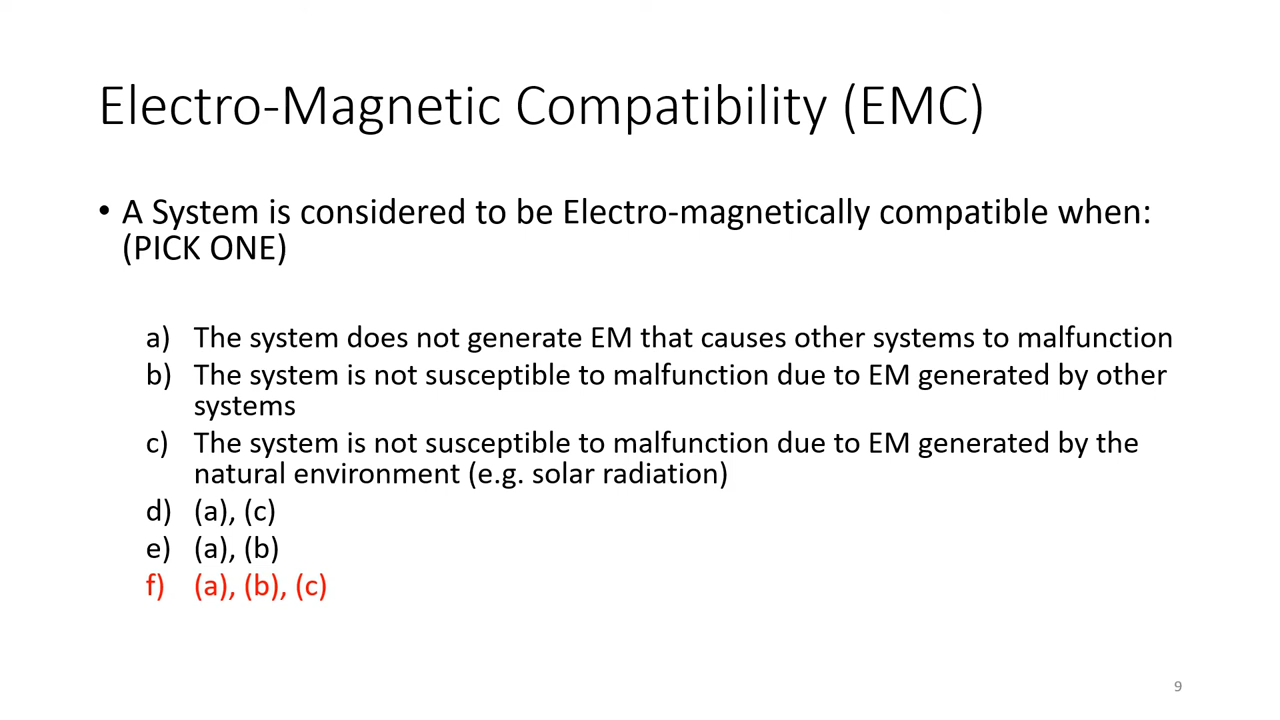 Electro-Magnetic Compatibility (EMC)
• A System is considered to be Electro-magnetically compatible when:
(PICK ONE)
a) The system does not generate EM that causes other systems to malfunction
b) The system is not susceptible to malfunction due to EM generated by other
systems
c) The system is not susceptible to malfunction due to EM generated by the
natural environment (e.g. solar radiation)
d) (a), (c)
e) (a), (b)
f) (a), (b), (c)
9